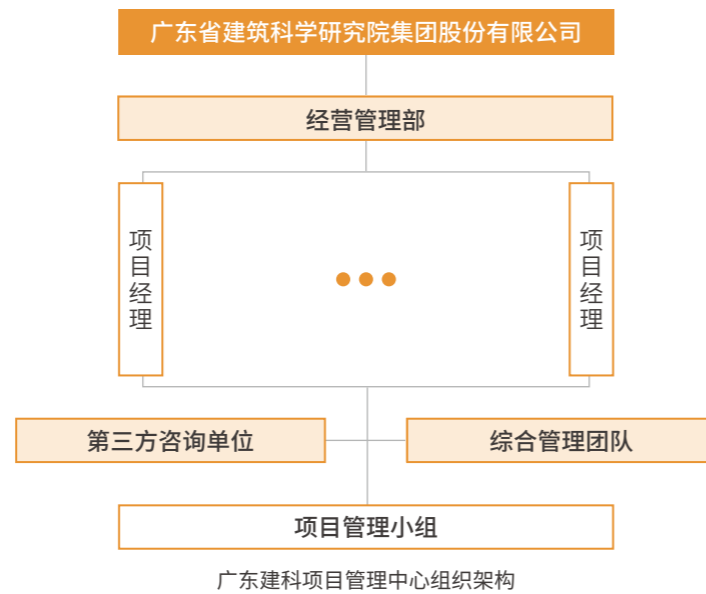 广东省建筑科学研究院集团股份有限公司
经营管理部
项目经理
项目经理
第三方咨询单位
综合管理团队
项目管理小组
广东建科项目管理中心组织架构